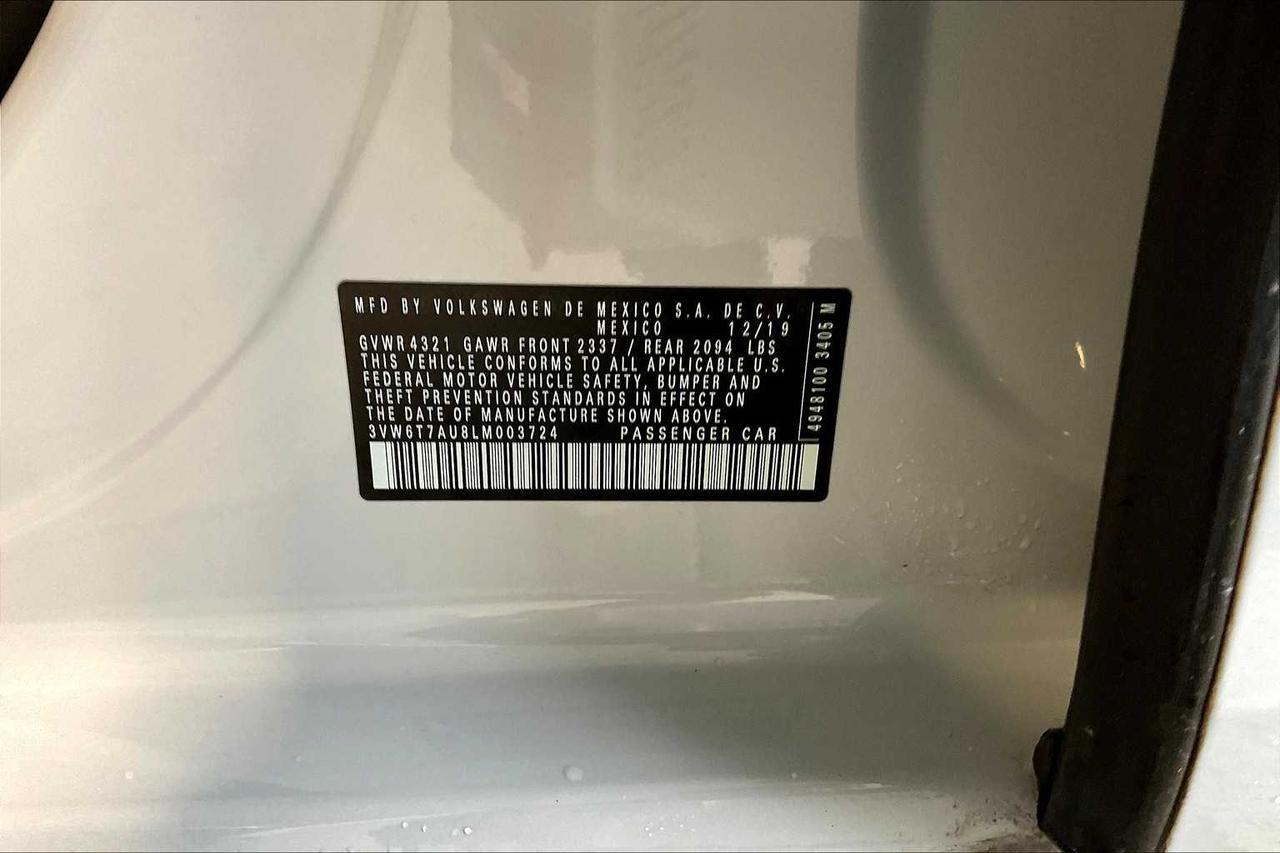 MFD BY VOLKSWAGEN DE MEXICO S.A. DE C.V.
MEXICO 12/19
GVWR 4321 GAWR FRONT 2337 / REAR 2094 LBS
THIS VEHICLE CONFORMS TO ALL APPLICABLE U.S.
FEDERAL MOTOR VEHICLE SAFETY, BUMPER AND
THEFT PREVENTION STANDARDS IN EFFECT ON
THE DATE OF MANUFACTURE SHOWN ABOVE.
3VW6T7AU8LM003724 PASSENGER CAR
4948100 3405 M